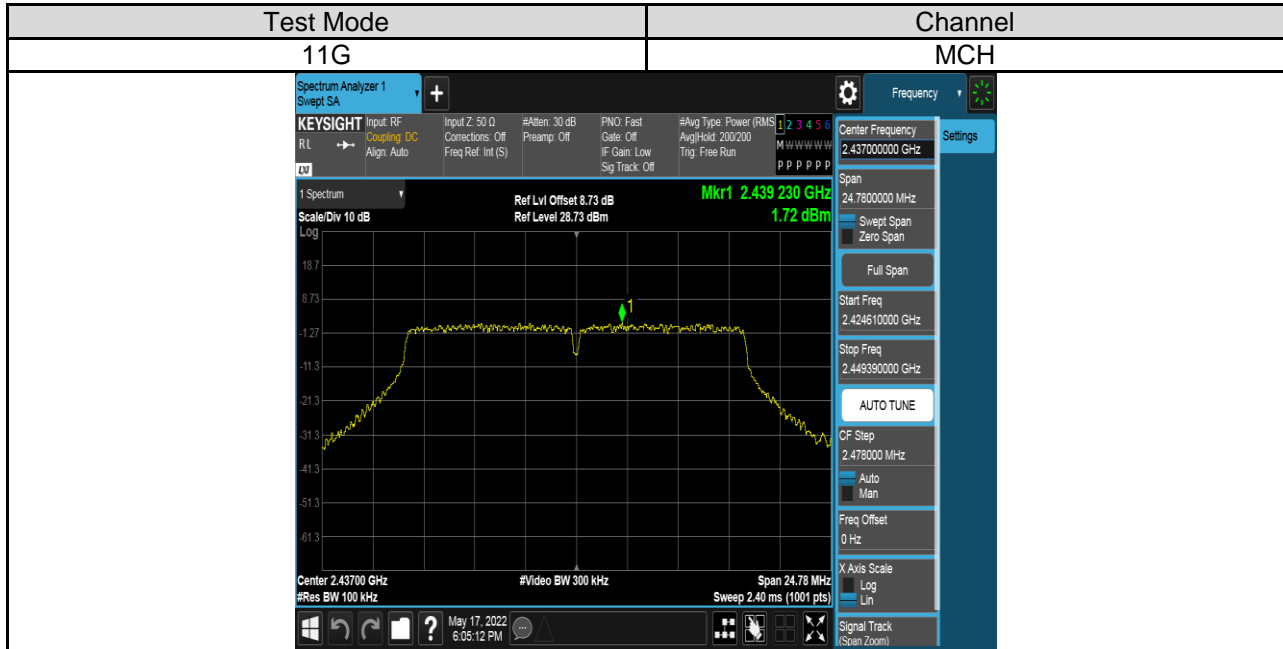 Test Mode Channel
11G MCH
Spectrum Analyzer 1
Swept SA
+
Frequency
KEYSIGHT
RL
LXI
Input: RF
Coupling: DC
Align: Auto
Input Z: 50 Ω
Corrections: Off
Freq Ref: Int (S)
#Atten: 30 dB
Preamp: Off
PNO: Fast
Gate: Off
IF Gain: Low
Sig Track: Off
#Avg Type: Power (RMS
Avg|Hold: 200/200
Trig: Free Run
1 2 3 4 5 6
M W W W W W
P P P P P P
1 Spectrum
Scale/Div 10 dB
Log
Ref Lvl Offset 8.73 dB
Ref Level 28.73 dBm
Mkr1 2.439 230 GHz
1.72 dBm
18.7
8.73
-1.27
-11.3
-21.3
-31.3
-41.3
-51.3
-61.3
1
Center 2.43700 GHz
#Res BW 100 kHz
#Video BW 300 kHz
Span 24.78 MHz
Sweep 2.40 ms (1001 pts)
?
May 17, 2022
6:05:12 PM
Center Frequency
2.437000000 GHz
Settings
Span
24.7800000 MHz
Swept Span
Zero Span
Full Span
Start Freq
2.424610000 GHz
Stop Freq
2.449390000 GHz
AUTO TUNE
CF Step
2.478000 MHz
Auto
Man
Freq Offset
0 Hz
X Axis Scale
Log
Lin
Signal Track
(Span Zoom)